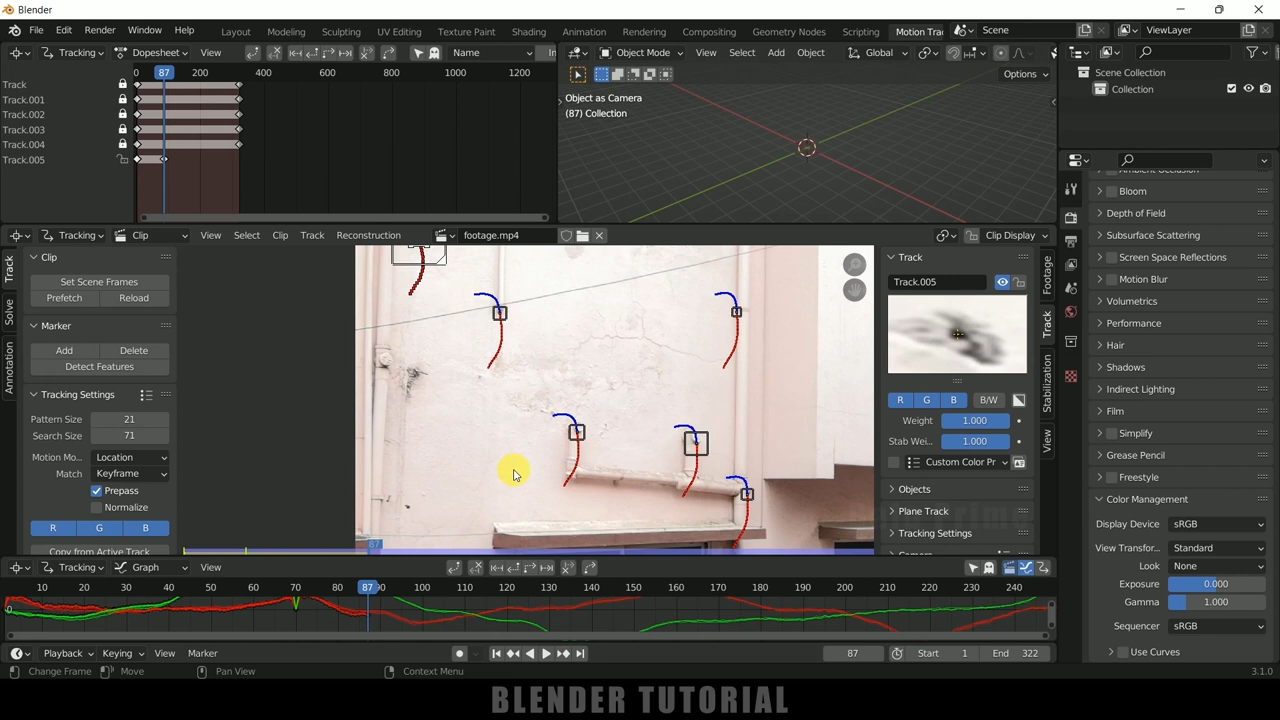 Blender
File Edit Render Window Help Layout Modeling Sculpting UV Editing Texture Paint Shading Animation Rendering Compositing Geometry Nodes Scripting Motion Trac Scene ViewLayer
Tracking Dopesheet View Name In Object Mode View Select Add Object Global
0 87 200 400 600 800 1000 1200
Options
Track
Track.001
Track.002
Track.003
Track.004
Track.005
Object as Camera
(87) Collection
Scene Collection
Collection
Tracking Clip View Select Clip Track Reconstruction footage.mp4 Clip Display
Clip
Set Scene Frames
Prefetch Reload
Marker
Add Delete
Detect Features
Tracking Settings
Pattern Size 21
Search Size 71
Motion Mo... Location
Match Keyframe
Prepass
Normalize
R G B
Copy from Active Track
Track
Solve
Annotation
87
Track
Track.005
R G B B/W
Weight 1.000
Stab Wei... 1.000
Custom Color Pr
Objects
Plane Track
Tracking Settings
Footage
Track
Stabilization
View
Ambient Occlusion
Bloom
Depth of Field
Subsurface Scattering
Screen Space Reflections
Motion Blur
Volumetrics
Performance
Hair
Shadows
Indirect Lighting
Film
Simplify
Grease Pencil
Freestyle
Color Management
Display Device sRGB
View Transfor... Standard
Look None
Exposure 0.000
Gamma 1.000
Sequencer sRGB
Use Curves
Tracking Graph View
10 20 30 40 50 60 70 80 87 100 110 120 130 140 150 160 170 180 190 200 210 220 230 240
0
Playback Keying View Marker 87 Start 1 End 322
Change Frame Move Pan View Context Menu 3.1.0
BLENDER TUTORIAL